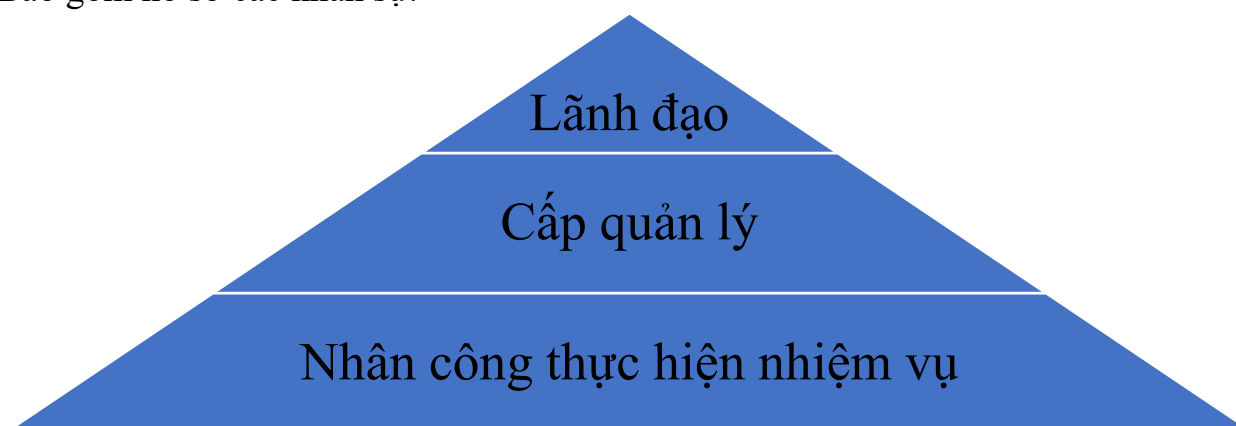 Lãnh đạo
Cấp quản lý
Nhân công thực hiện nhiệm vụ